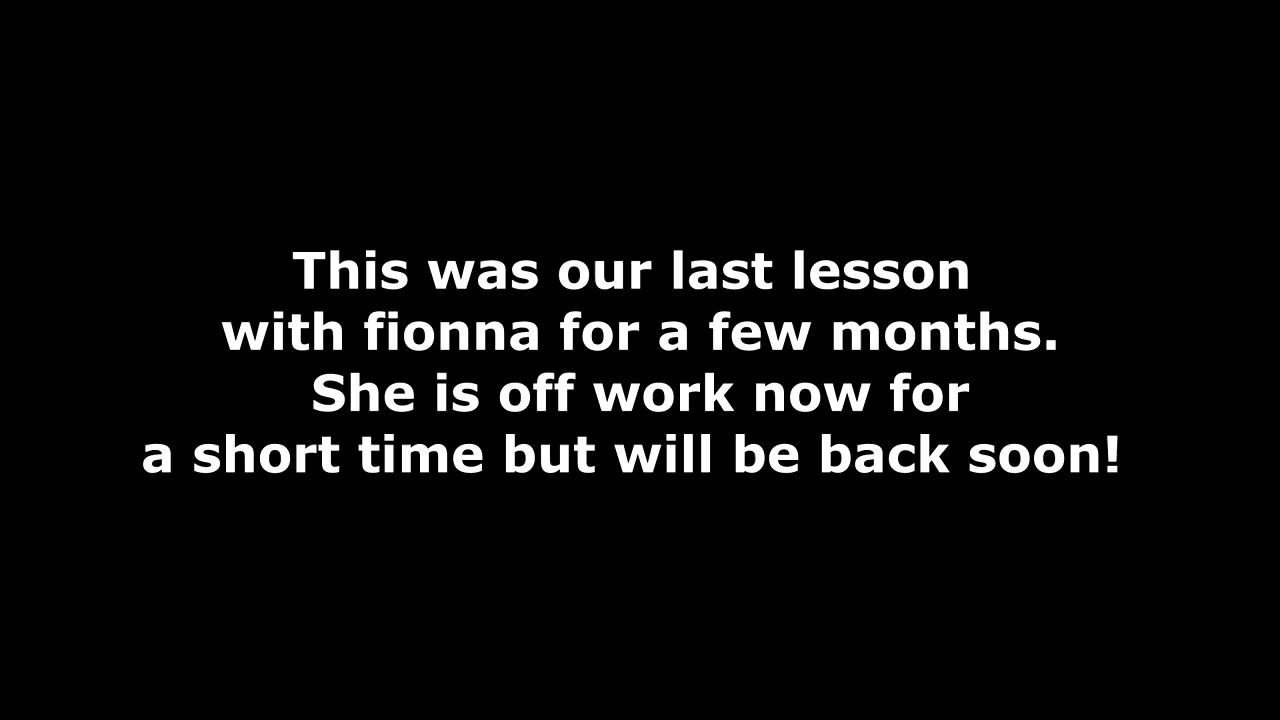 This was our last lesson
with fionna for a few months.
She is off work now for
a short time but will be back soon!